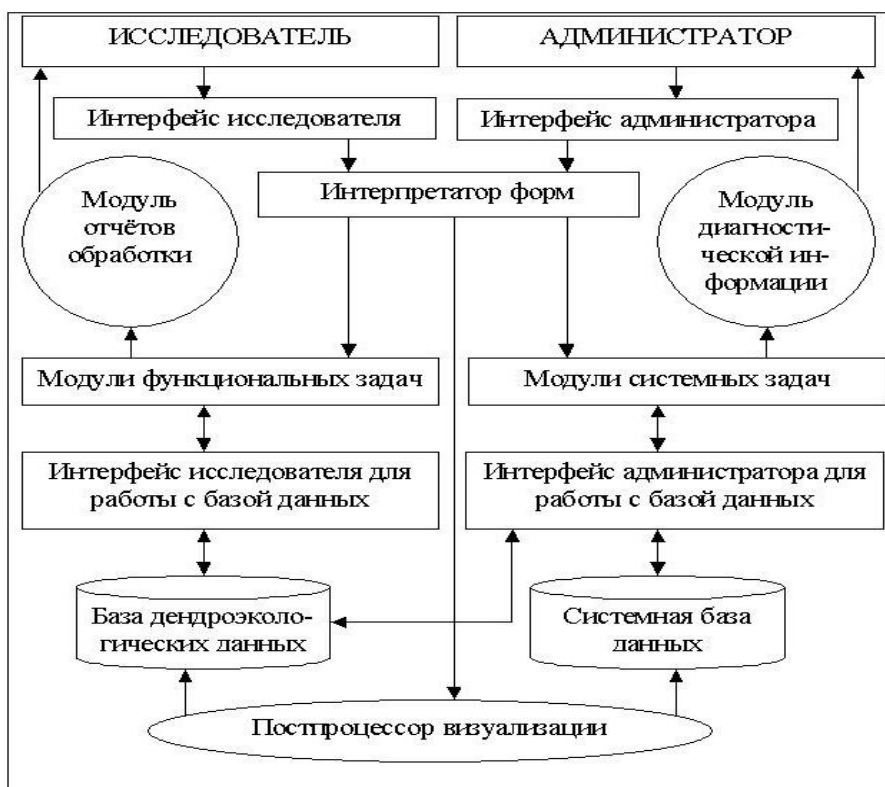 ИССЛЕДОВАТЕЛЬ
АДМИНИСТРАТОР
Интерфейс исследователя
Интерфейс администратора
Интерпретатор форм
Модуль
отчётов
обработки
Модуль
диагности-
ческой ин-
формации
Модули функциональных задач
Модули системных задач
Интерфейс исследователя для
работы с базой данных
Интерфейс администратора для
работы с базой данных
База дендроэколо-
гических данных
Системная база
данных
Постпроцессор визуализации